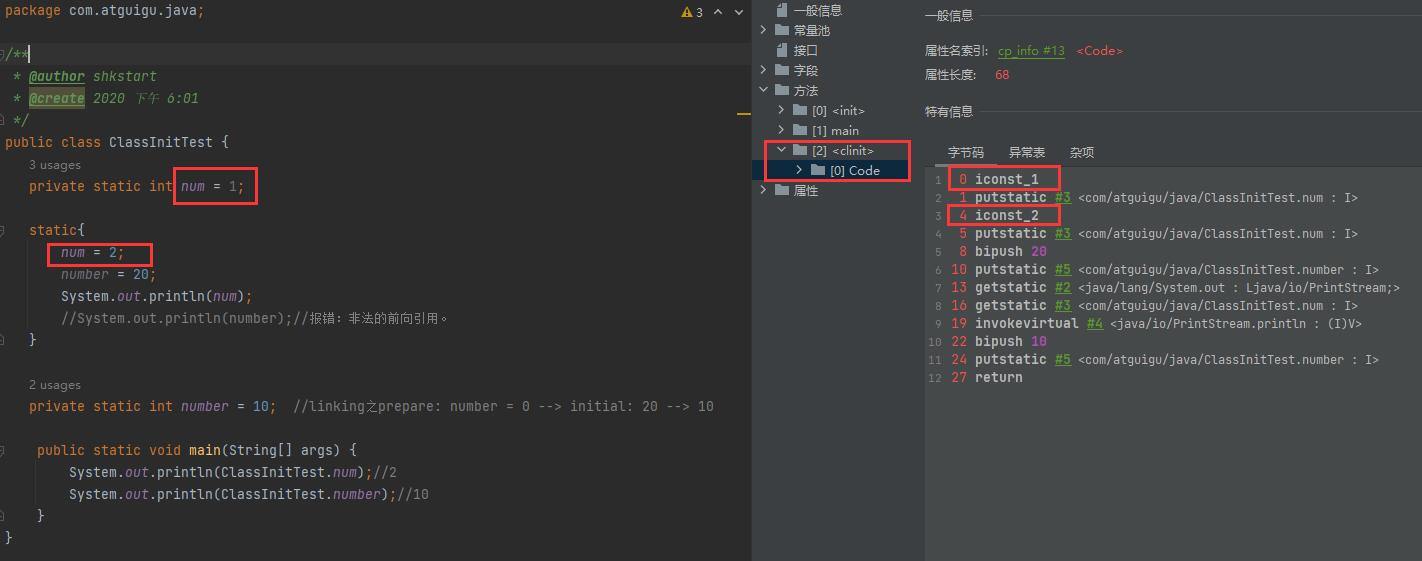 package com.atguigu.java;
3
/**
* @author shkstart
* @create 2020 下午 6:01
*/
public class ClassInitTest {
3 usages
private static int num = 1;
static{
num = 2;
number = 20;
System.out.println(num);
//System.out.println(number);//报错: 非法的前向引用。
}
2 usages
private static int number = 10;  //linking之prepare: number = 0 --> initial: 20 --> 10
public static void main(String[] args) {
System.out.println(ClassInitTest.num);//2
System.out.println(ClassInitTest.number);//10
}
}
一般信息
常量池
接口
字段
方法
[0] <init>
[1] main
[2] <clinit>
[0] Code
属性
一般信息
属性名索引: cp_info #13 <Code>
属性长度: 68
特有信息
字节码 异常表 杂项
1 0 iconst_1
2 1 putstatic #3 <com/atguigu/java/ClassInitTest.num : I>
3 4 iconst_2
4 5 putstatic #3 <com/atguigu/java/ClassInitTest.num : I>
5 8 bipush 20
6 10 putstatic #5 <com/atguigu/java/ClassInitTest.number : I>
7 13 getstatic #2 <java/lang/System.out : Ljava/io/PrintStream;>
8 16 getstatic #3 <com/atguigu/java/ClassInitTest.num : I>
9 19 invokevirtual #4 <java/io/PrintStream.println : (I)V>
10 22 bipush 10
11 24 putstatic #5 <com/atguigu/java/ClassInitTest.number : I>
12 27 return